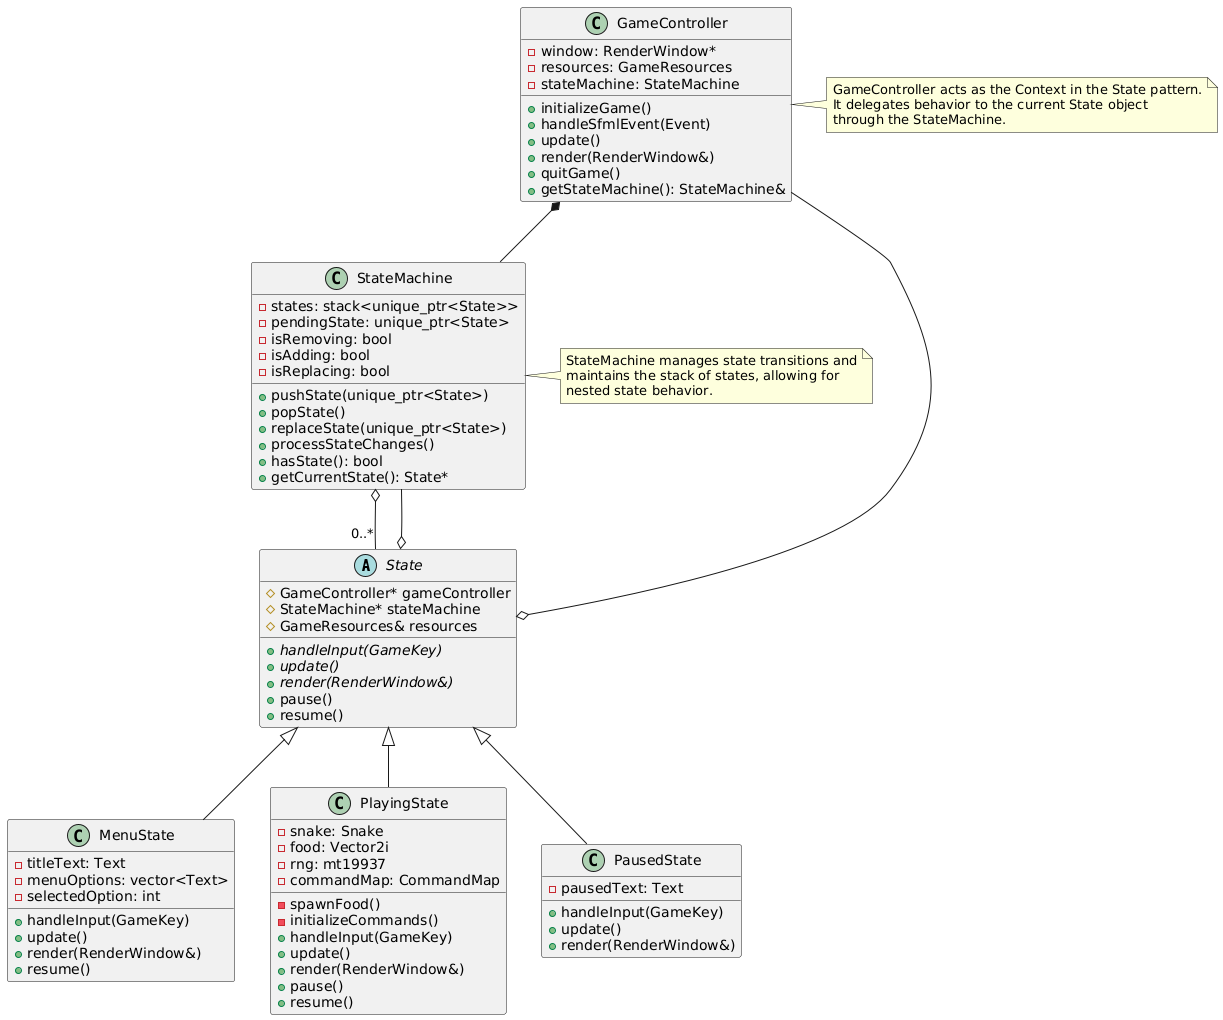 C GameController
window: RenderWindow*
resources: GameResources
stateMachine: StateMachine
initializeGame()
handleSfmlEvent(Event)
update()
render(RenderWindow&)
quitGame()
getStateMachine(): StateMachine&
GameController acts as the Context in the State pattern.
It delegates behavior to the current State object
through the StateMachine.
C StateMachine
states: stack<unique_ptr<State>>
pendingState: unique_ptr<State>
isRemoving: bool
isAdding: bool
isReplacing: bool
pushState(unique_ptr<State>)
popState()
replaceState(unique_ptr<State>)
processStateChanges()
hasState(): bool
getCurrentState(): State*
StateMachine manages state transitions and
maintains the stack of states, allowing for
nested state behavior.
0..*
A State
GameController* gameController
StateMachine* stateMachine
GameResources& resources
handleInput(GameKey)
update()
render(RenderWindow&)
pause()
resume()
C MenuState
titleText: Text
menuOptions: vector<Text>
selectedOption: int
handleInput(GameKey)
update()
render(RenderWindow&)
resume()
C PlayingState
snake: Snake
food: Vector2i
rng: mt19937
commandMap: CommandMap
spawnFood()
initializeCommands()
handleInput(GameKey)
update()
render(RenderWindow&)
pause()
resume()
C PausedState
pausedText: Text
handleInput(GameKey)
update()
render(RenderWindow&)